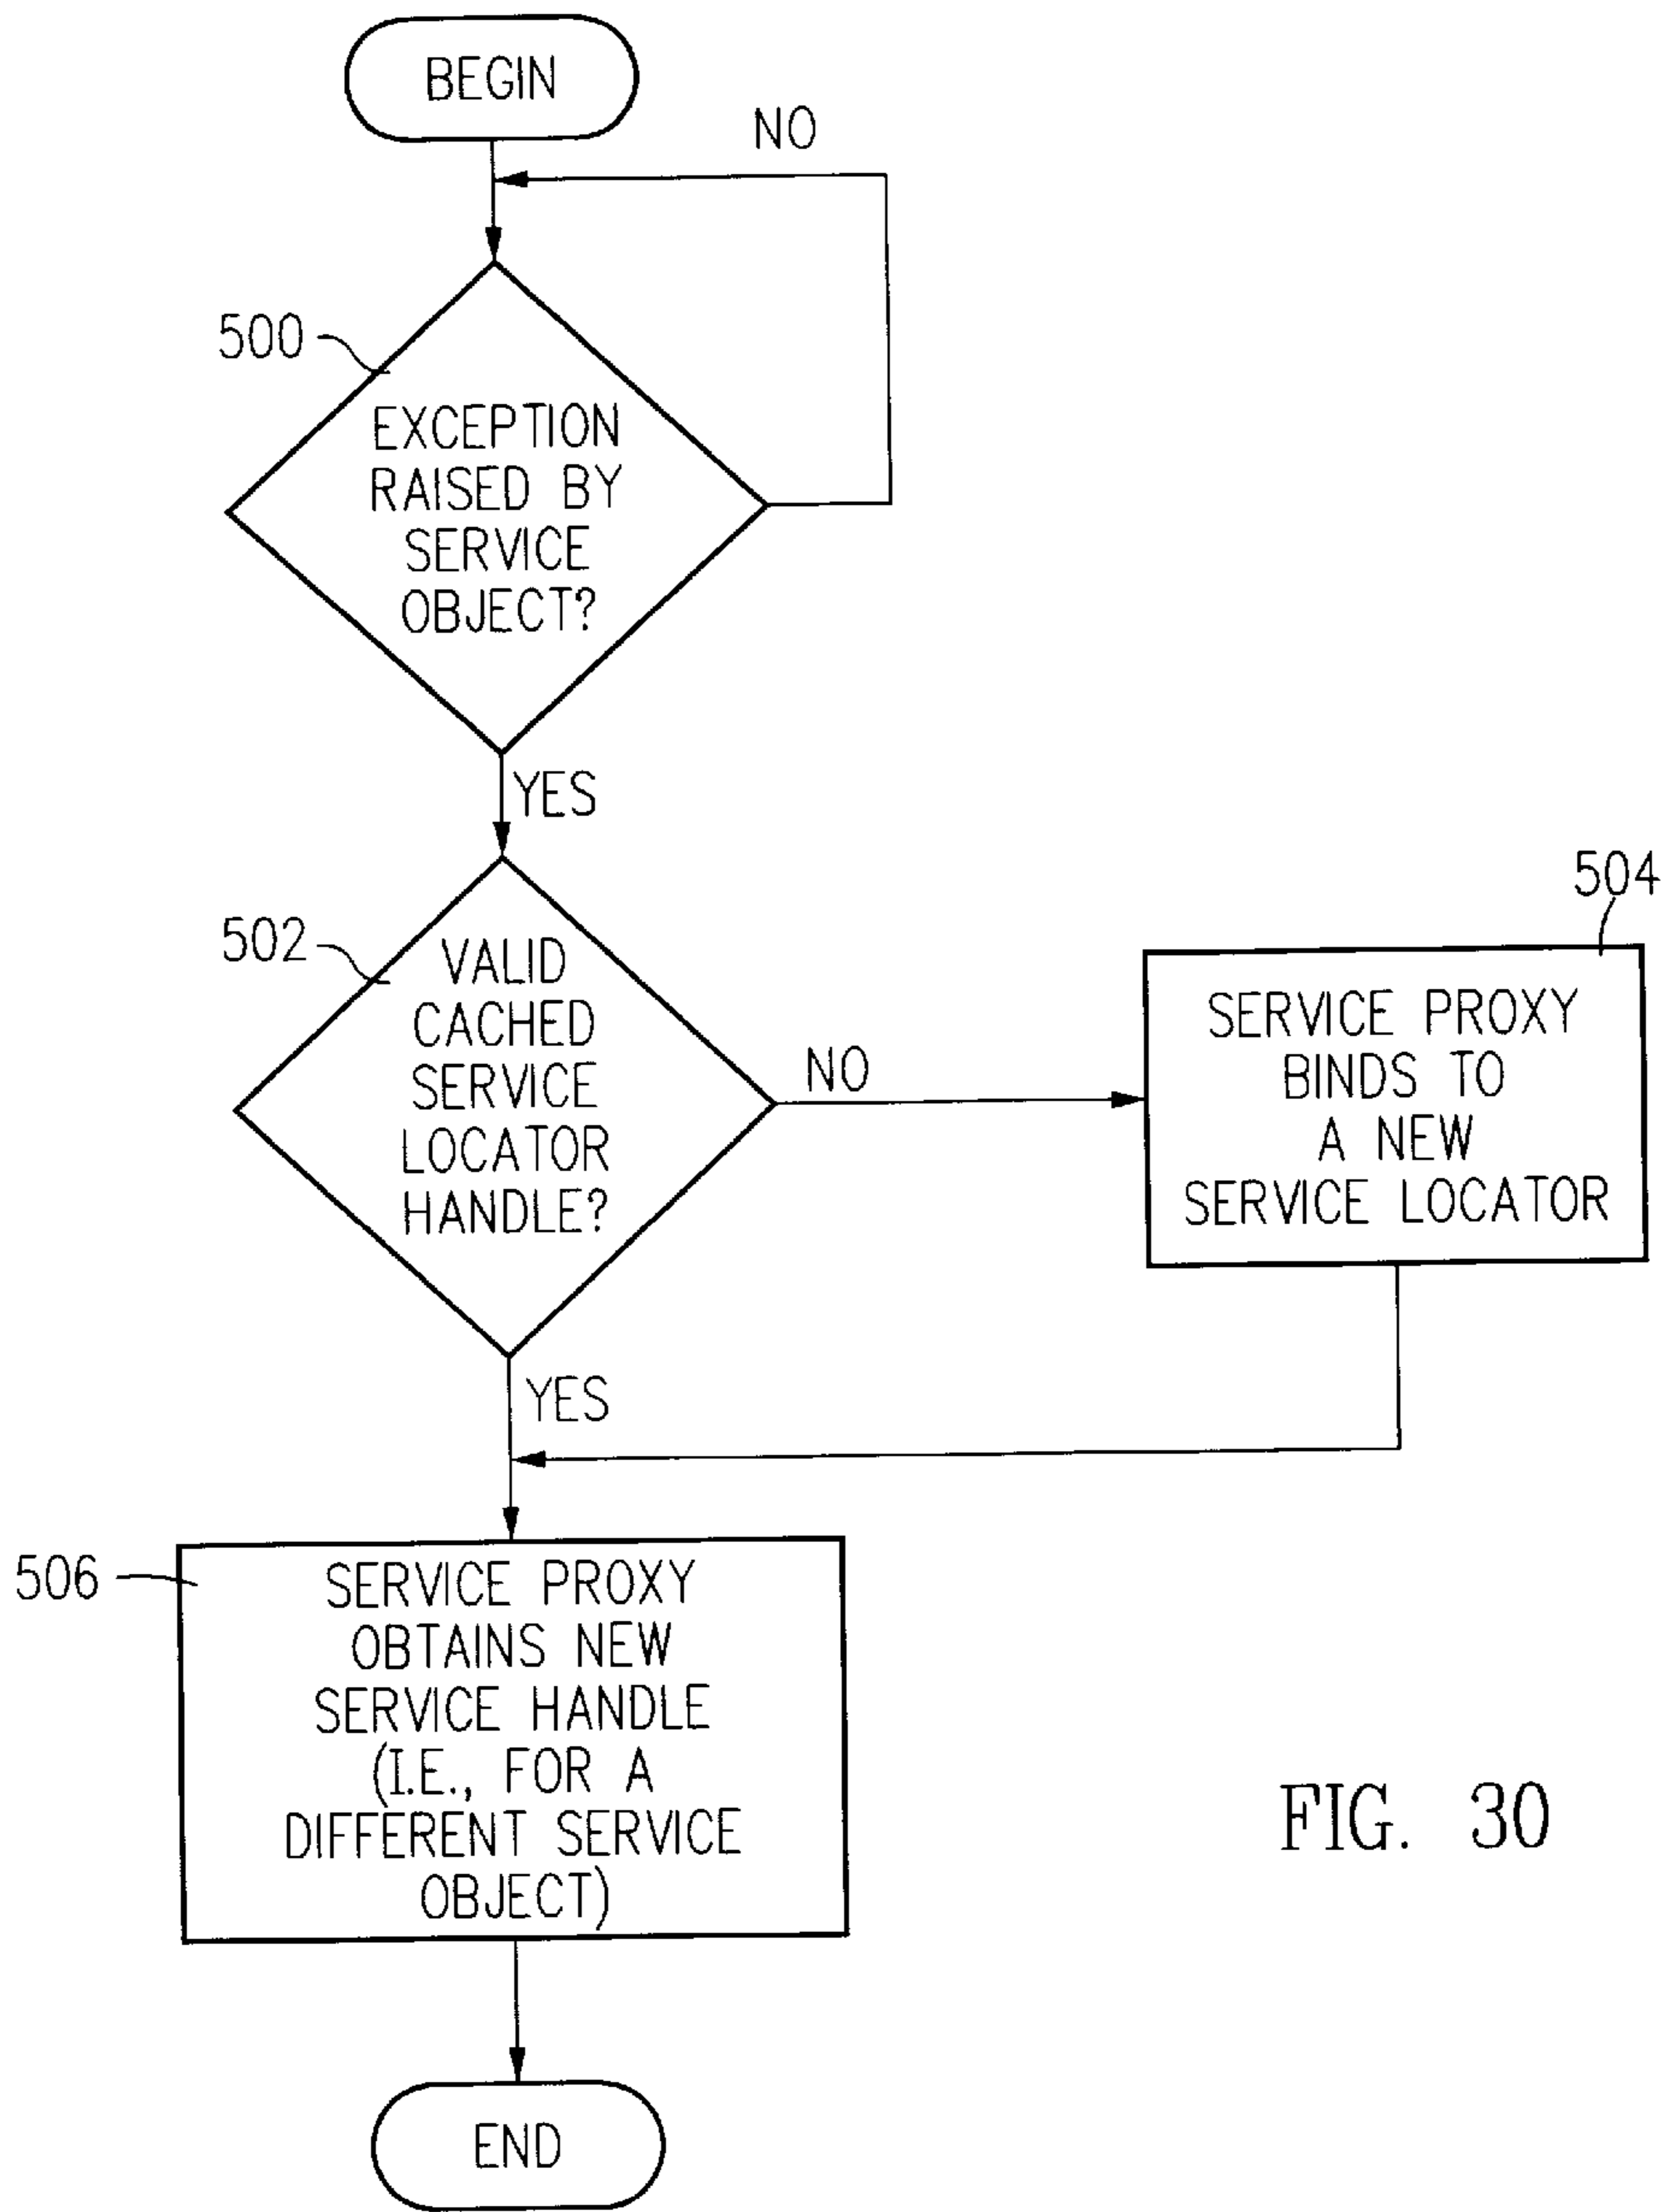 BEGIN
NO
500
EXCEPTION
RAISED BY
SERVICE
OBJECT?
YES
502
VALID
CACHED
SERVICE
LOCATOR
HANDLE?
NO
504
SERVICE PROXY
BINDS TO
A NEW
SERVICE LOCATOR
YES
506
SERVICE PROXY
OBTAINS NEW
SERVICE HANDLE
(I.E., FOR A
DIFFERENT SERVICE
OBJECT)
END
FIG. 30